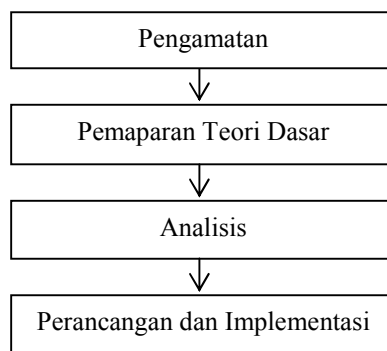 Pengamatan
Pemaparan Teori Dasar
Analisis
Perancangan dan Implementasi